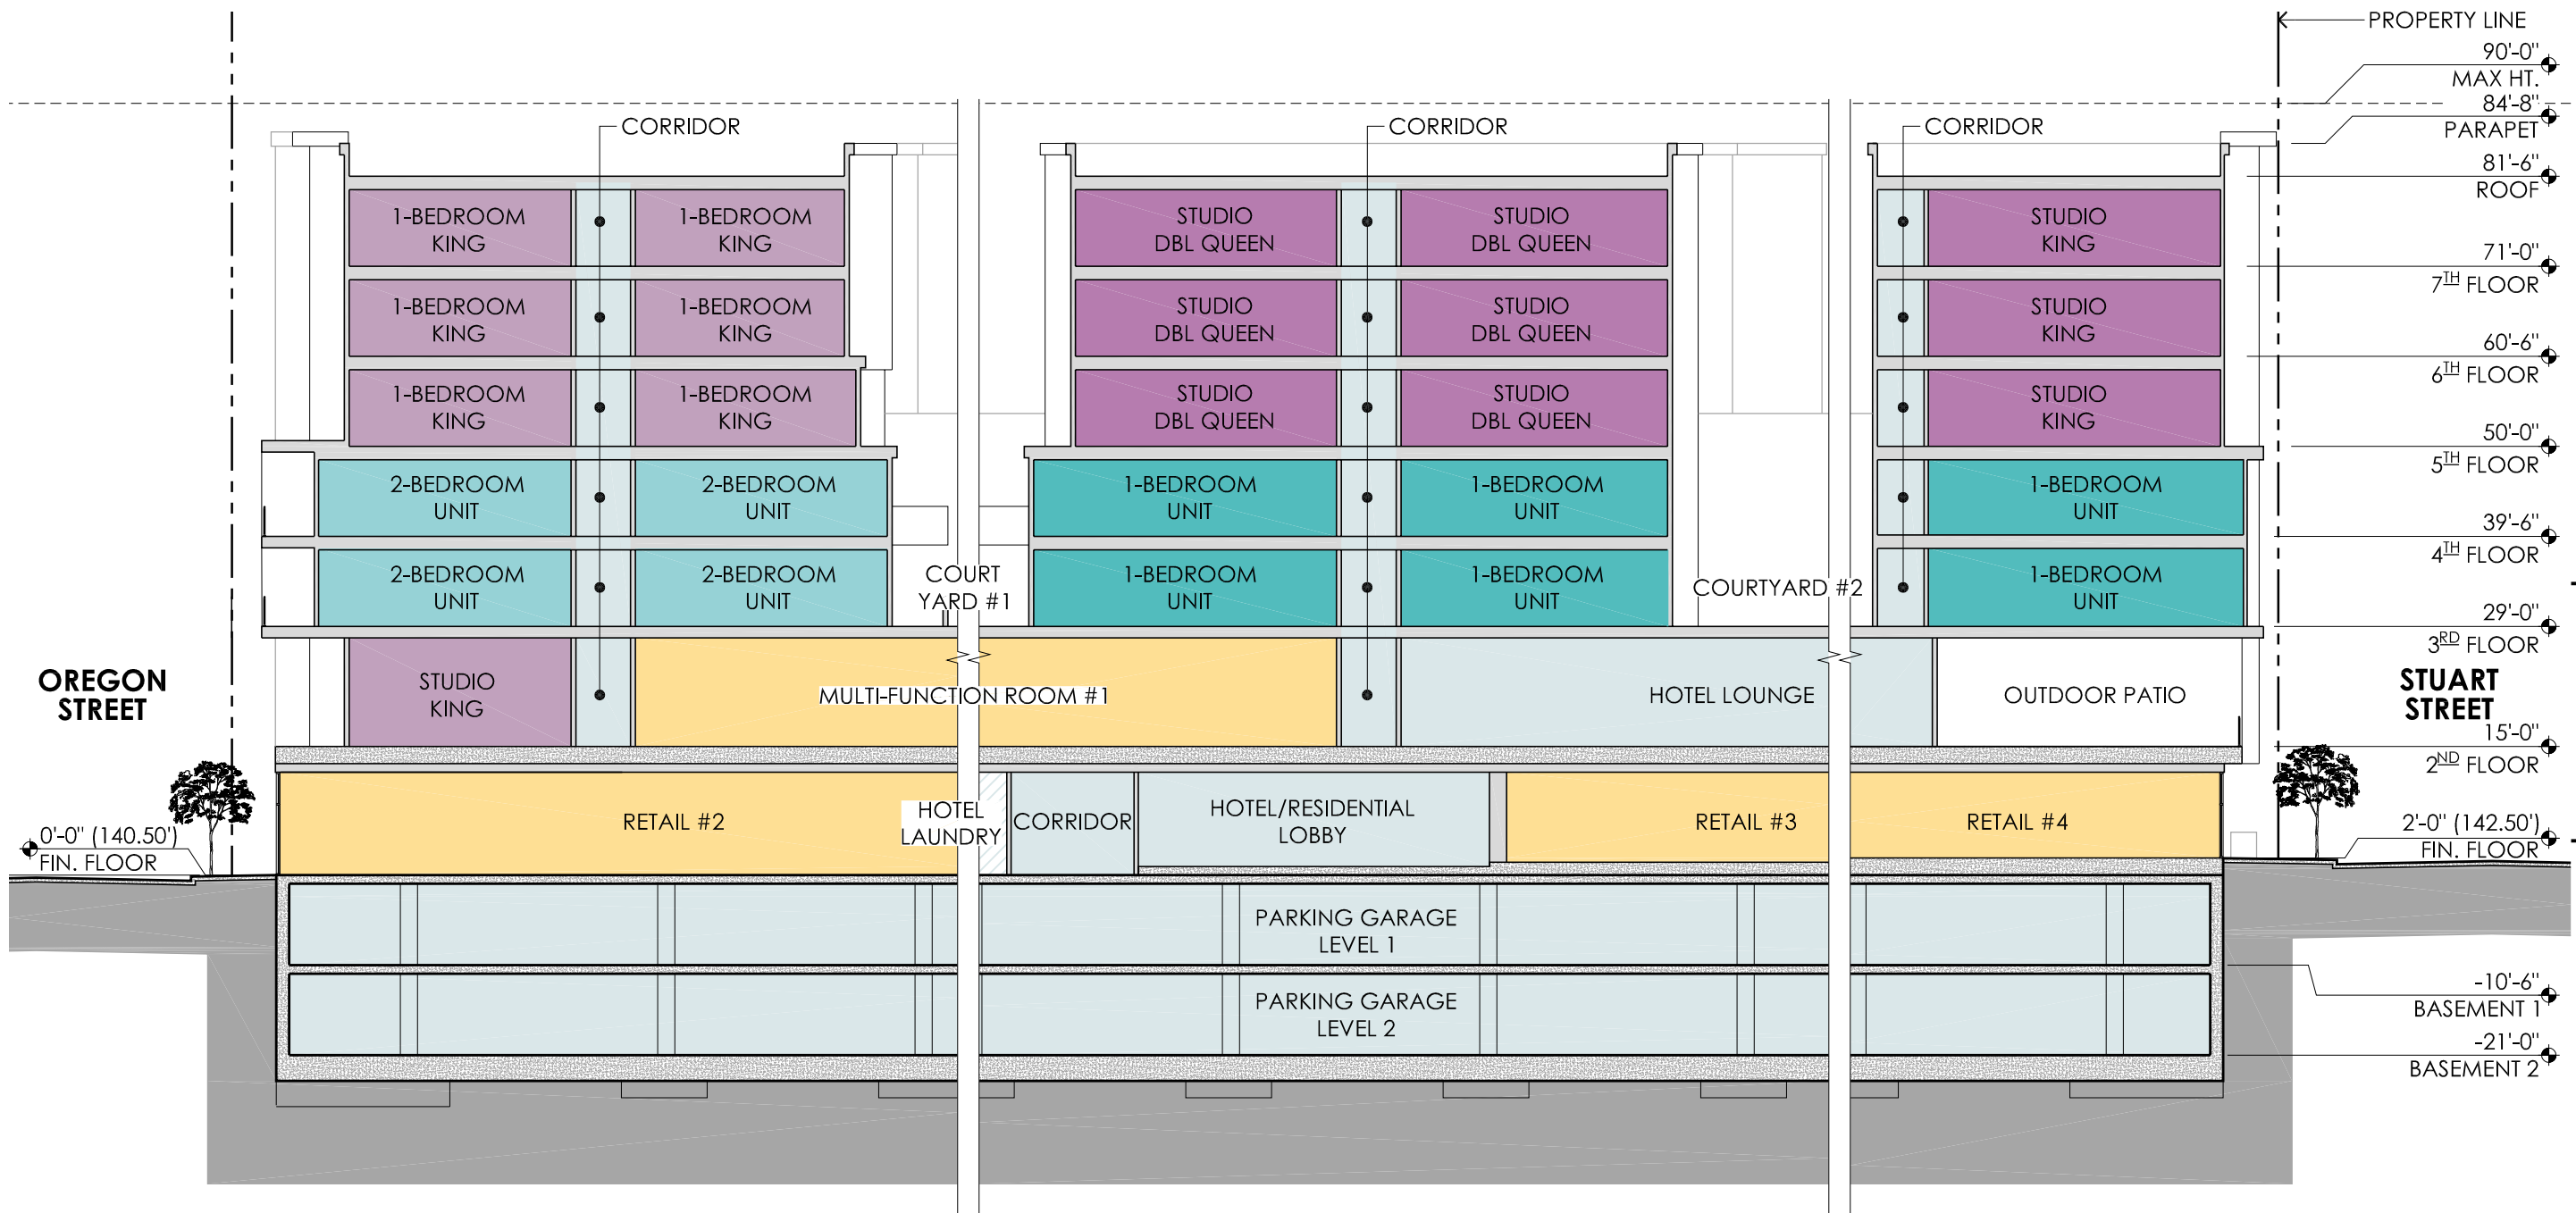 PROPERTY LINE
90'-0"
MAX HT.
84'-8"
PARAPET
81'-6"
ROOF
71'-0"
7TH FLOOR
60'-6"
6TH FLOOR
50'-0"
5TH FLOOR
39'-6"
4TH FLOOR
29'-0"
3RD FLOOR
STUART
STREET
15'-0"
2ND FLOOR
2'-0" (142.50')
FIN. FLOOR
-10'-6"
BASEMENT 1
-21'-0"
BASEMENT 2
CORRIDOR
CORRIDOR
CORRIDOR
1-BEDROOM
KING
1-BEDROOM
KING
STUDIO
DBL QUEEN
STUDIO
DBL QUEEN
STUDIO
KING
1-BEDROOM
KING
1-BEDROOM
KING
STUDIO
DBL QUEEN
STUDIO
DBL QUEEN
STUDIO
KING
1-BEDROOM
KING
1-BEDROOM
KING
STUDIO
DBL QUEEN
STUDIO
DBL QUEEN
STUDIO
KING
2-BEDROOM
UNIT
2-BEDROOM
UNIT
1-BEDROOM
UNIT
1-BEDROOM
UNIT
1-BEDROOM
UNIT
2-BEDROOM
UNIT
2-BEDROOM
UNIT
COURT
YARD #1
1-BEDROOM
UNIT
1-BEDROOM
UNIT
COURTYARD #2
1-BEDROOM
UNIT
OREGON
STREET
STUDIO
KING
MULTI-FUNCTION ROOM #1
HOTEL LOUNGE
OUTDOOR PATIO
0'-0" (140.50')
FIN. FLOOR
RETAIL #2
HOTEL
LAUNDRY
CORRIDOR
HOTEL/RESIDENTIAL
LOBBY
RETAIL #3
RETAIL #4
PARKING GARAGE
LEVEL 1
PARKING GARAGE
LEVEL 2